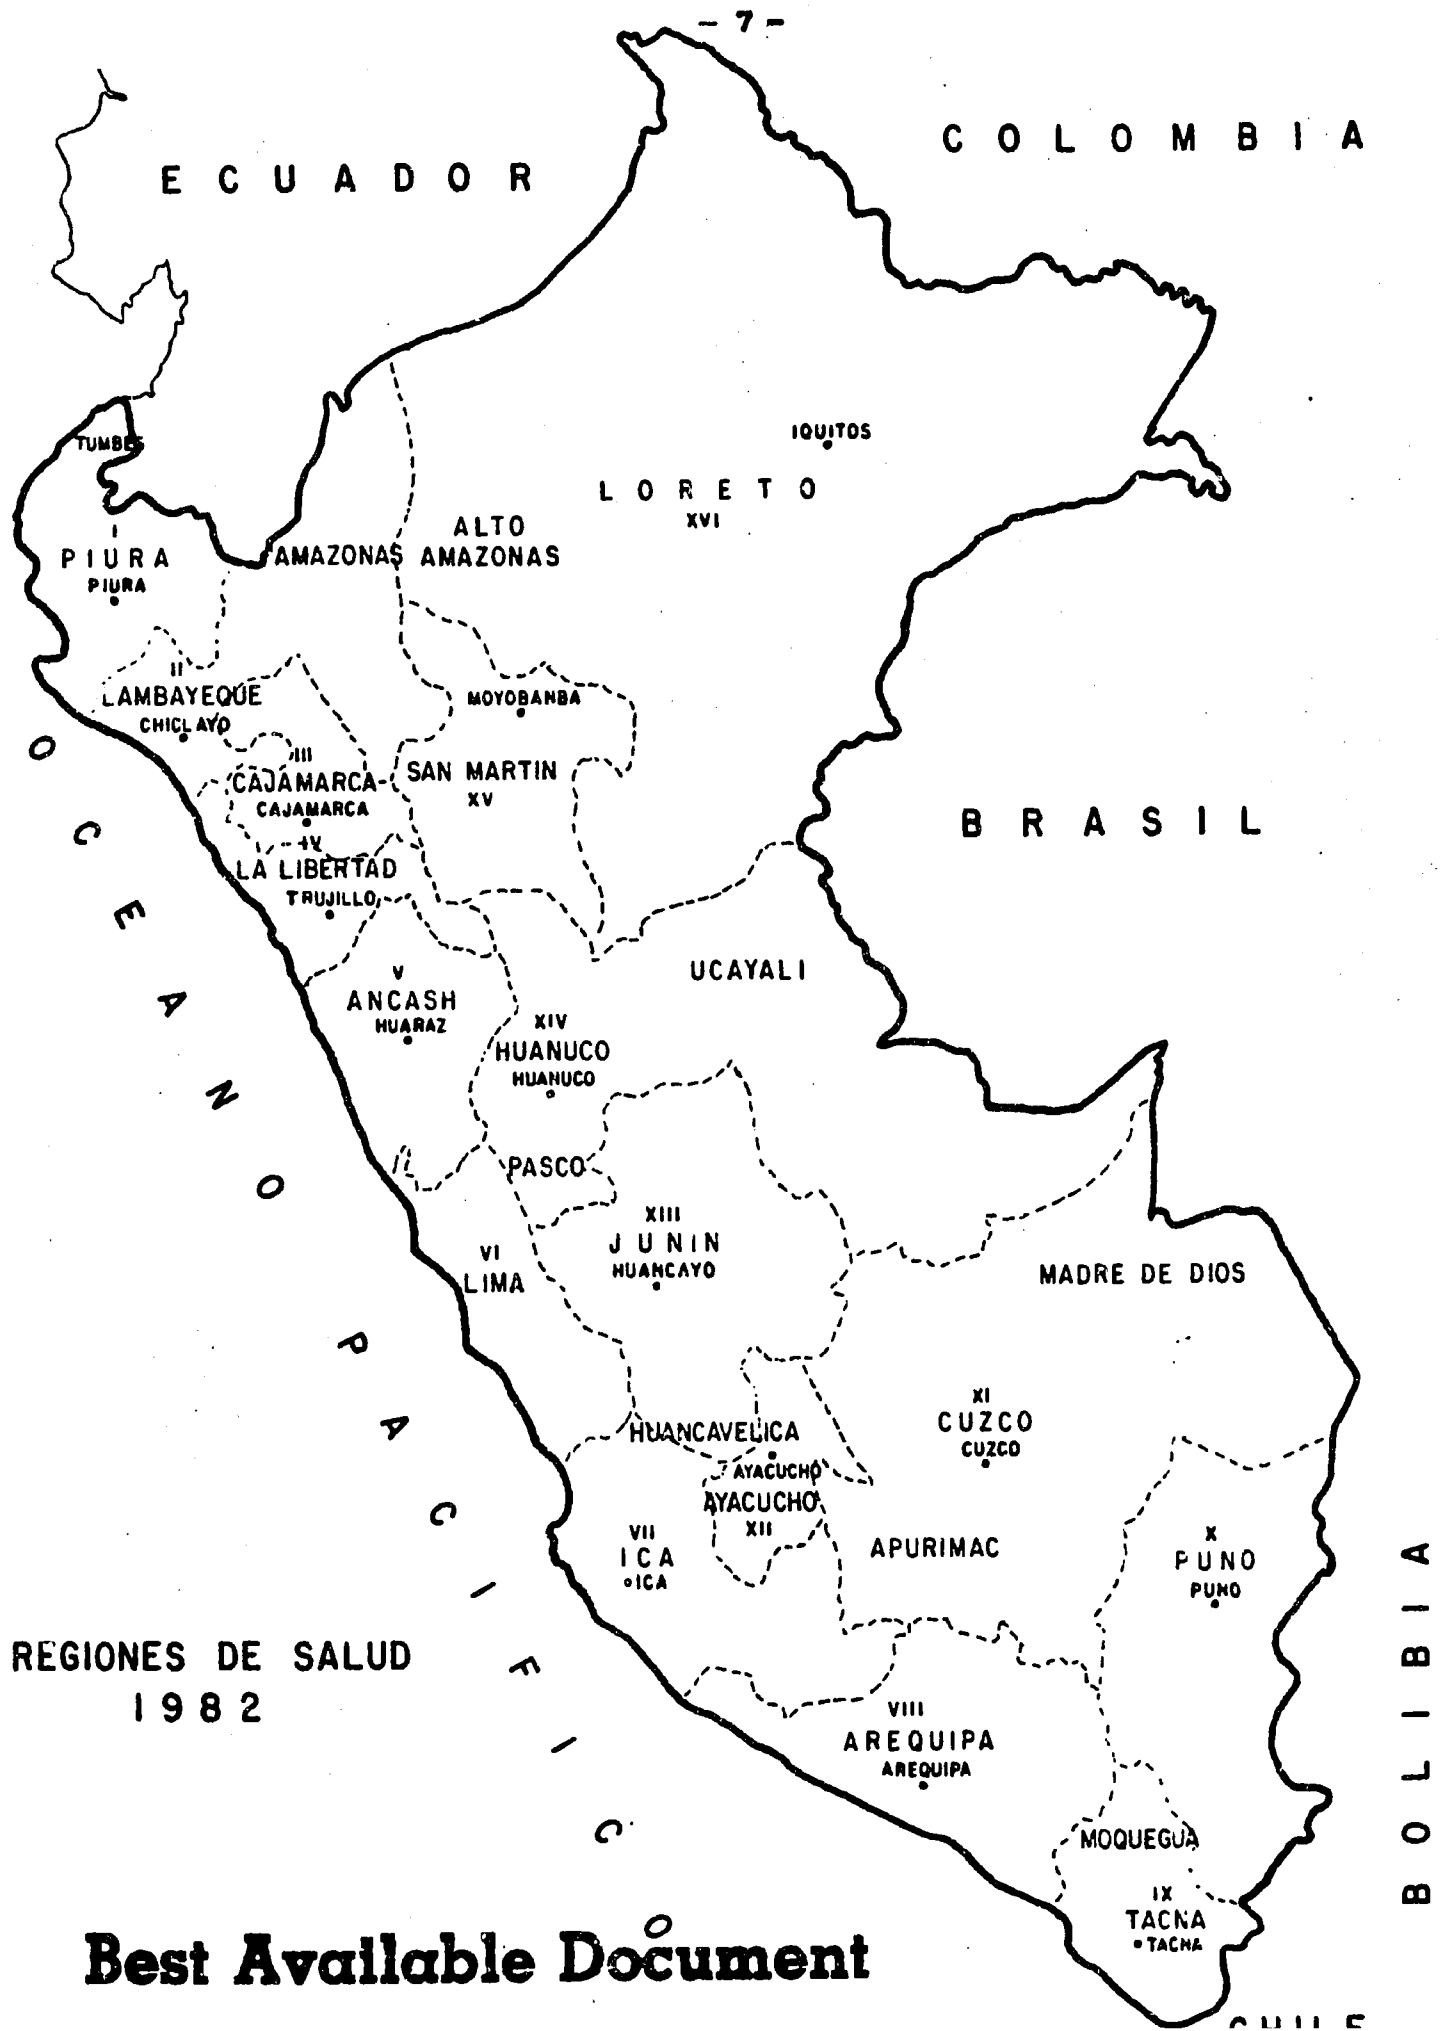 - 7 -
COLOMBIA
ECUADOR
TUMBES
IQUITOS
LORETO
XVI
I
PIURA
PIURA
ALTO
AMAZONAS
AMAZONAS
II
LAMBAYEQUE
CHICLAYO
MOYOBAMBA
III
CAJAMARCA
CAJAMARCA
SAN MARTIN
XV
BRASIL
IV
LA LIBERTAD
TRUJILLO
V
ANCASH
HUARAZ
UCAYALI
XIV
HUANUCO
HUANUCO
PASCO
XIII
JUNIN
HUANCAYO
VI
LIMA
MADRE DE DIOS
OCEANO PACIFICO
XI
CUZCO
CUZCO
HUANCAVELICA
AYACUCHO
AYACUCHO
XII
VII
ICA
ICA
APURIMAC
X
PUNO
PUNO
BOLIBIA
REGIONES DE SALUD
1982
VIII
AREQUIPA
AREQUIPA
MOQUEGUA
IX
TACNA
TACNA
CHILE
Best Available Document